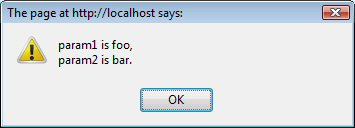 The page at http://localhost says:
param1 is foo,
param2 is bar.
OK